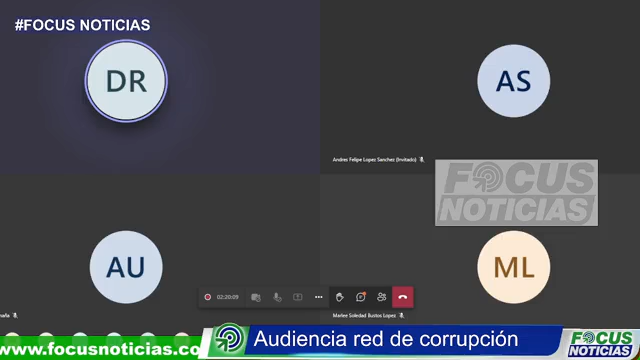 #FOCUS NOTICIAS
DR
AS
Andres Felipe Lopez Sanchez (Invitado)
FOCUS
NOTICIAS
AU
ML
02:20:09
Marlee Soledad Bustos Lopez
www.focusnoticias.co
Audiencia red de corrupción
FOCUS
NOTICIAS